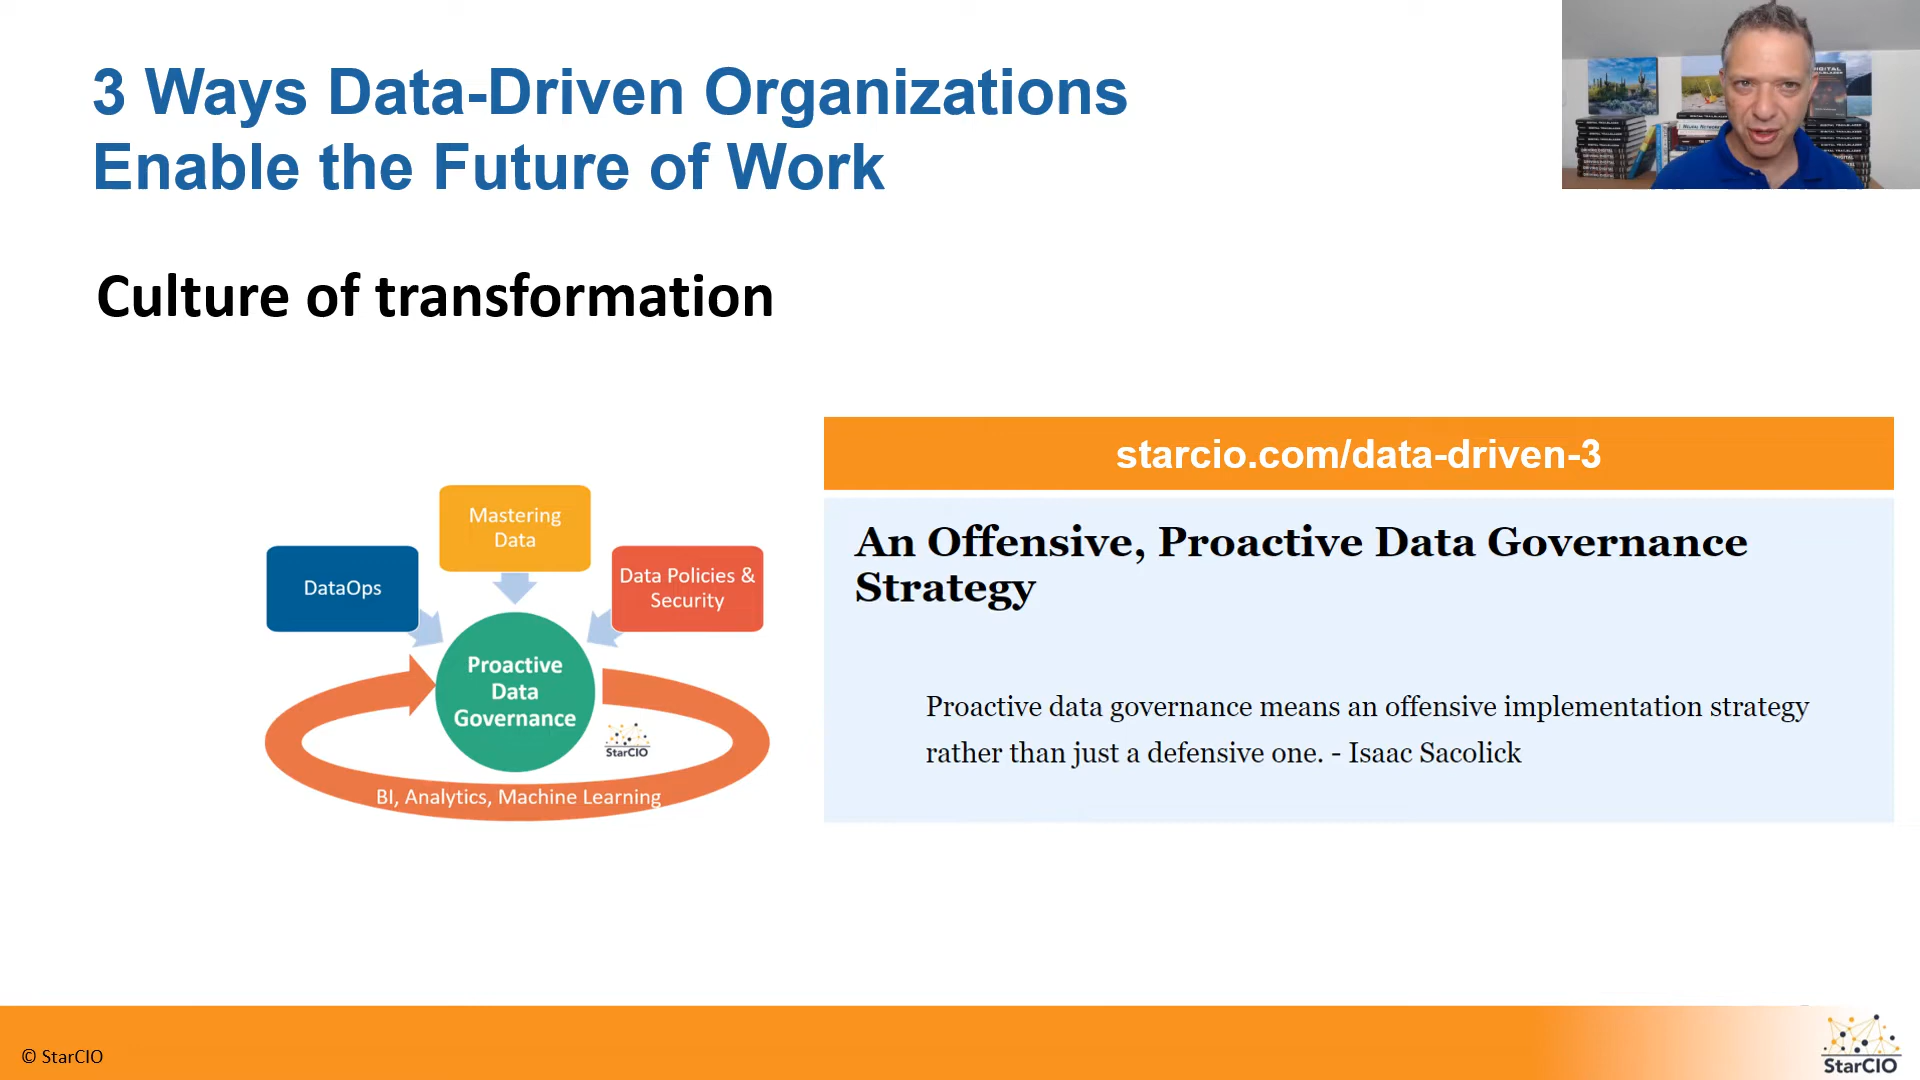 3 Ways Data-Driven Organizations
Enable the Future of Work
Culture of transformation
starcio.com/data-driven-3
An Offensive, Proactive Data Governance
Strategy
Proactive data governance means an offensive implementation strategy
rather than just a defensive one. - Isaac Sacolick
Mastering
Data
DataOps
Data Policies &
Security
Proactive
Data
Governance
StarCIO
BI, Analytics, Machine Learning
© StarCIO
StarCIO